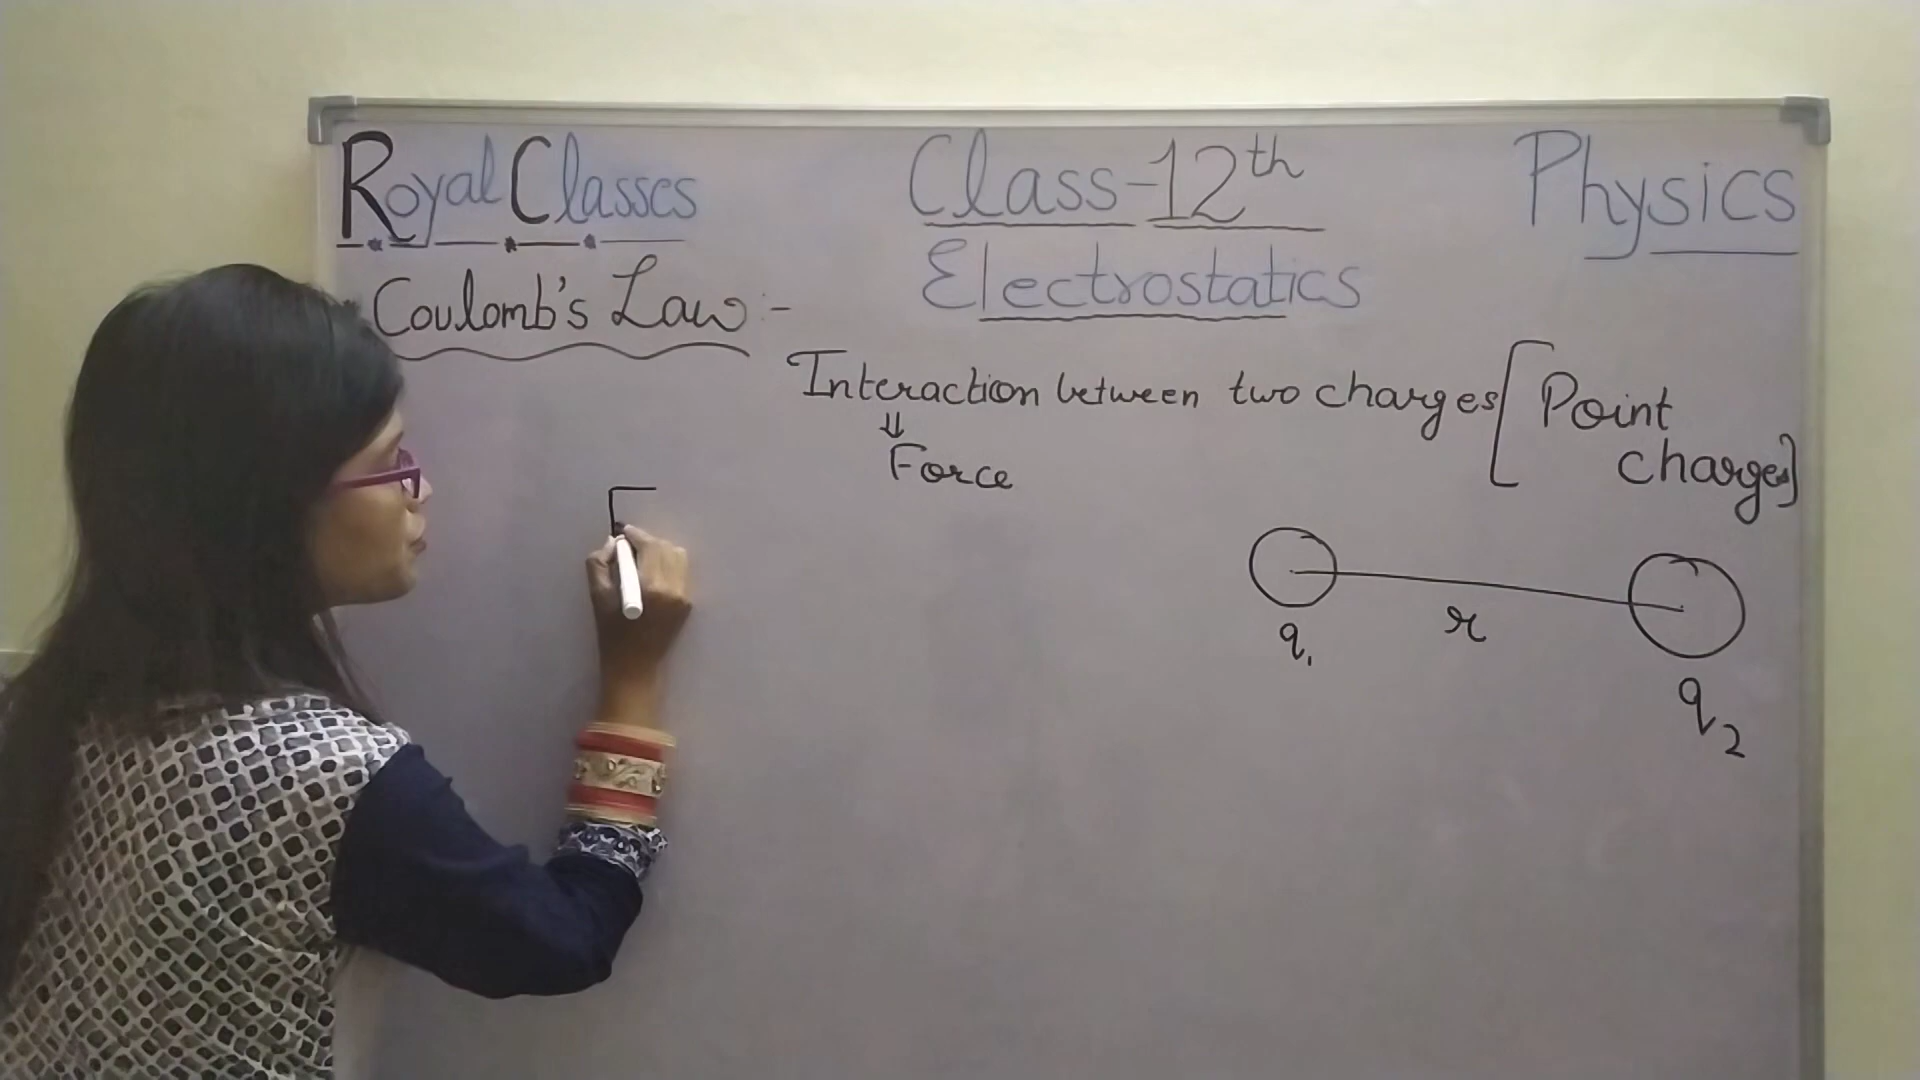 Royal Classes Class-12th Physics
Electrostatics
Coulomb's Law :-
Interaction between two charges [Point
charges]
⇓
Force
r
q1
q2